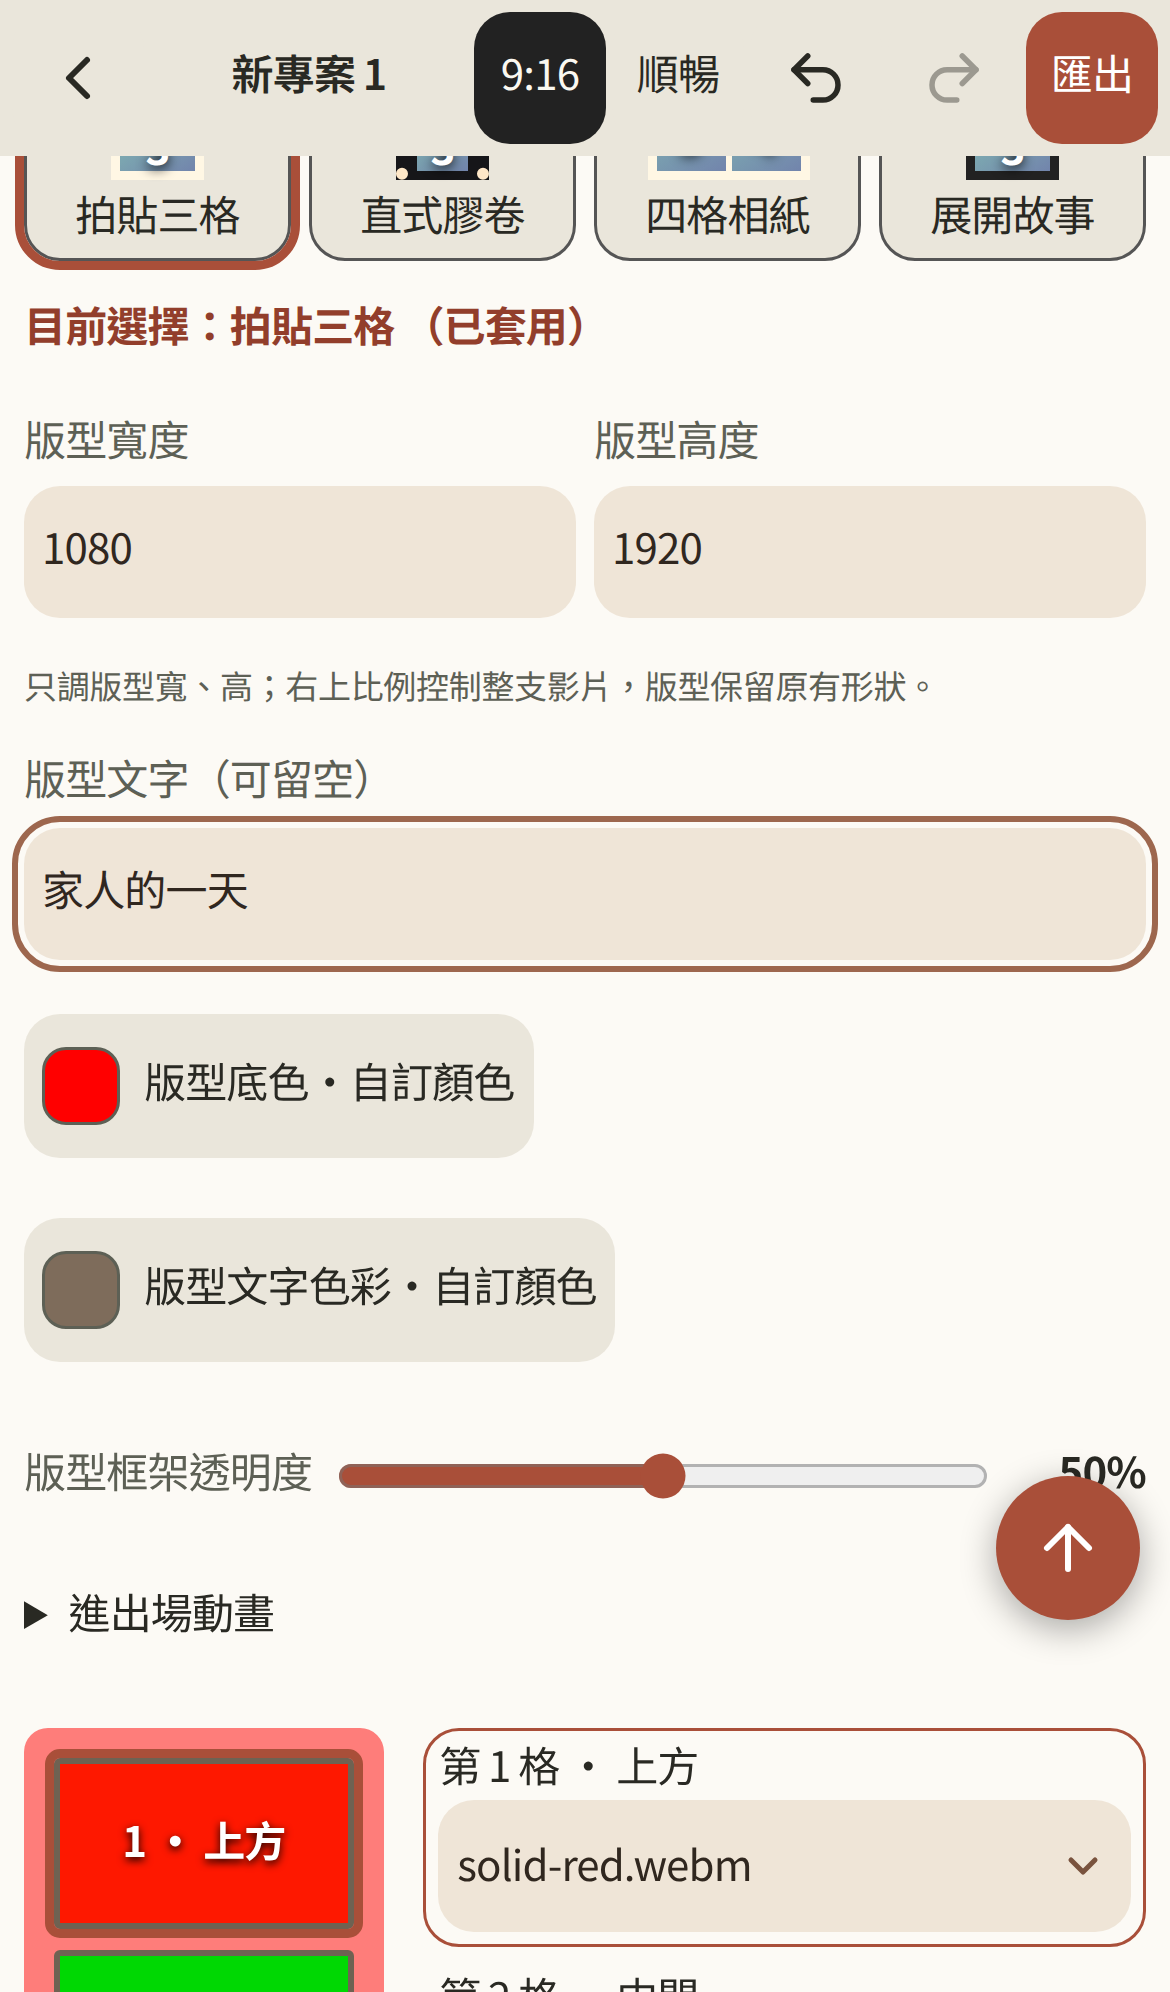 新專案 1
9:16
順暢
匯出
拍貼三格
直式膠卷
四格相紙
展開故事
目前選擇：拍貼三格 （已套用）
版型寬度
版型高度
1080
1920
只調版型寬、高；右上比例控制整支影片，版型保留原有形狀。
版型文字（可留空）
家人的一天
版型底色・自訂顏色
版型文字色彩・自訂顏色
版型框架透明度
50%
進出場動畫
1 ・ 上方
第 1 格 ・ 上方
solid-red.webm